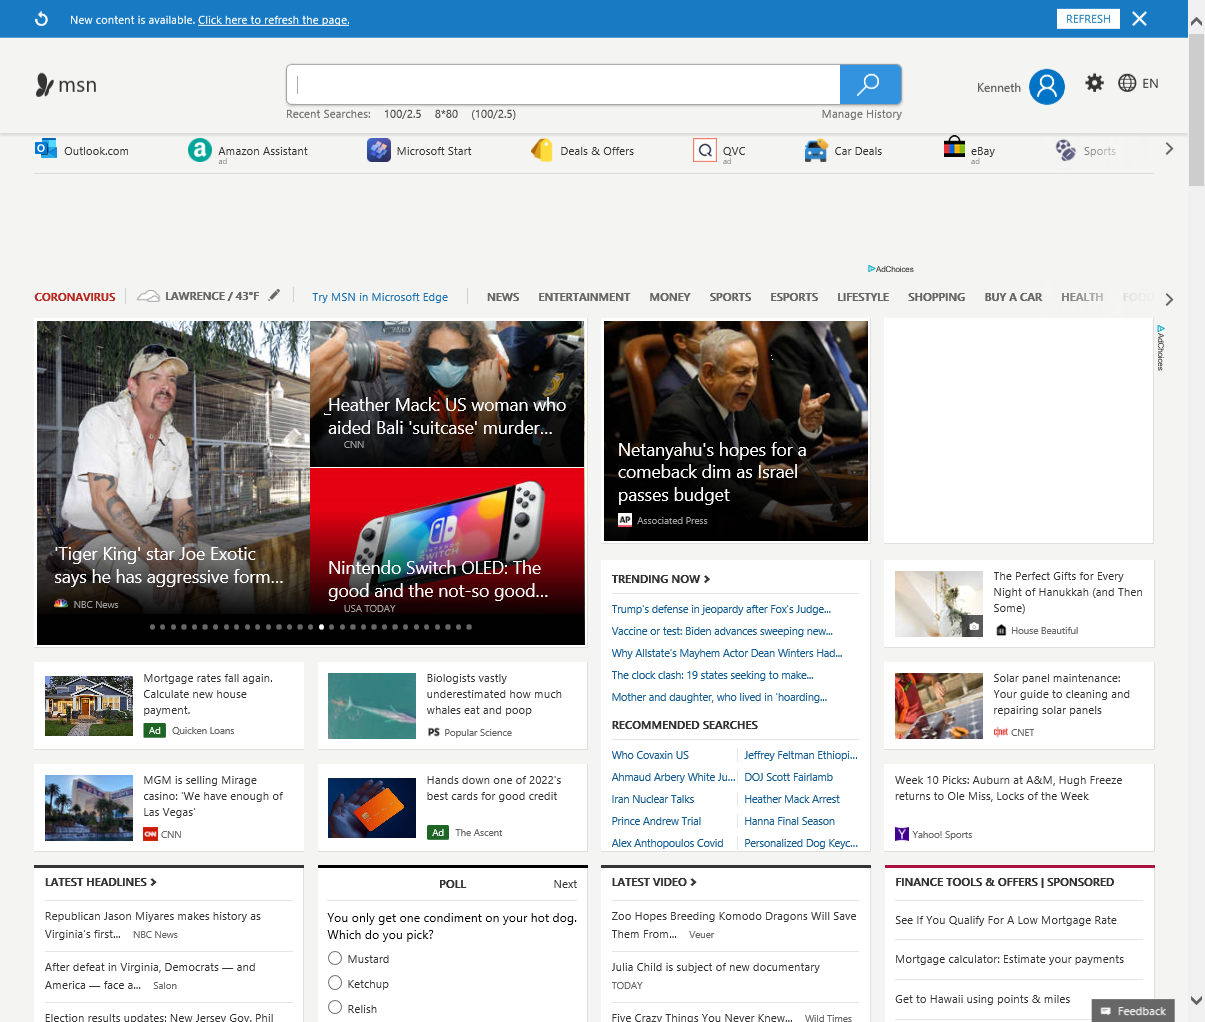 New content is available. Click here to refresh the page.
REFRESH
msn
Kenneth
EN
Recent Searches: 100/2.5 8*80 (100/2.5)
Manage History
Outlook.com
Amazon Assistant
ad
Microsoft Start
Deals & Offers
QVC
ad
Car Deals
eBay
ad
Sports
AdChoices
CORONAVIRUS
LAWRENCE / 43°F
Try MSN in Microsoft Edge
NEWS
ENTERTAINMENT
MONEY
SPORTS
ESPORTS
LIFESTYLE
SHOPPING
BUY A CAR
HEALTH
FOOD
'Tiger King' star Joe Exotic
says he has aggressive form...
NBC News
Heather Mack: US woman who
aided Bali 'suitcase' murder...
CNN
Nintendo Switch OLED: The
good and the not-so good...
USA TODAY
Netanyahu's hopes for a
comeback dim as Israel
passes budget
AP Associated Press
AdChoices
Mortgage rates fall again.
Calculate new house
payment.
Ad Quicken Loans
Biologists vastly
underestimated how much
whales eat and poop
PS Popular Science
MGM is selling Mirage
casino: 'We have enough of
Las Vegas'
CNN CNN
Hands down one of 2022's
best cards for good credit
Ad The Ascent
TRENDING NOW >
Trump's defense in jeopardy after Fox's Judge...
Vaccine or test: Biden advances sweeping new...
Why Allstate's Mayhem Actor Dean Winters Had...
The clock clash: 19 states seeking to make...
Mother and daughter, who lived in 'hoarding...
RECOMMENDED SEARCHES
Who Covaxin US
Jeffrey Feltman Ethiopi...
Ahmaud Arbery White Ju...
DOJ Scott Fairlamb
Iran Nuclear Talks
Heather Mack Arrest
Prince Andrew Trial
Hanna Final Season
Alex Anthopoulos Covid
Personalized Dog Keyc...
The Perfect Gifts for Every
Night of Hanukkah (and Then
Some)
House Beautiful
Solar panel maintenance:
Your guide to cleaning and
repairing solar panels
c|net CNET
Week 10 Picks: Auburn at A&M, Hugh Freeze
returns to Ole Miss, Locks of the Week
Yahoo! Sports
LATEST HEADLINES >
Republican Jason Miyares makes history as
Virginia's first... NBC News
After defeat in Virginia, Democrats — and
America — face a... Salon
Election results updates: New Jersey Gov. Phil
POLL
Next
You only get one condiment on your hot dog.
Which do you pick?
Mustard
Ketchup
Relish
LATEST VIDEO >
Zoo Hopes Breeding Komodo Dragons Will Save
Them From... Veuer
Julia Child is subject of new documentary
TODAY
Five Crazy Things You Never Knew... Wild Times
FINANCE TOOLS & OFFERS | SPONSORED
See If You Qualify For A Low Mortgage Rate
Mortgage calculator: Estimate your payments
Get to Hawaii using points & miles
Feedback